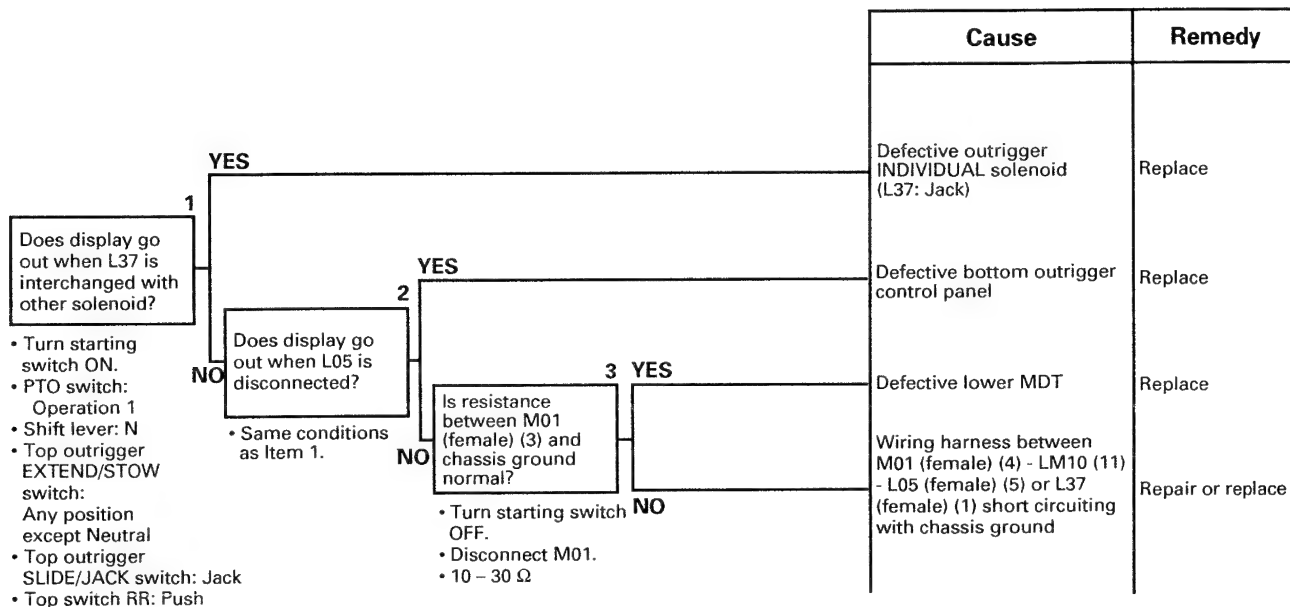 Cause
Remedy
YES
Defective outrigger
INDIVIDUAL solenoid
(L37: Jack)
Replace
1
Does display go
out when L37 is
interchanged with
other solenoid?
• Turn starting
switch ON.
• PTO switch:
Operation 1
• Shift lever: N
• Top outrigger
EXTEND/STOW
switch:
Any position
except Neutral
• Top outrigger
SLIDE/JACK switch: Jack
• Top switch RR: Push
NO
YES
2
Does display go
out when L05 is
disconnected?
• Same conditions
as Item 1.
Defective bottom outrigger
control panel
Replace
NO
3
YES
Is resistance
between M01
(female) (3) and
chassis ground
normal?
• Turn starting switch
OFF.
• Disconnect M01.
• 10 – 30 Ω
Defective lower MDT
Replace
NO
Wiring harness between
M01 (female) (4) - LM10 (11)
- L05 (female) (5) or L37
(female) (1) short circuiting
with chassis ground
Repair or replace